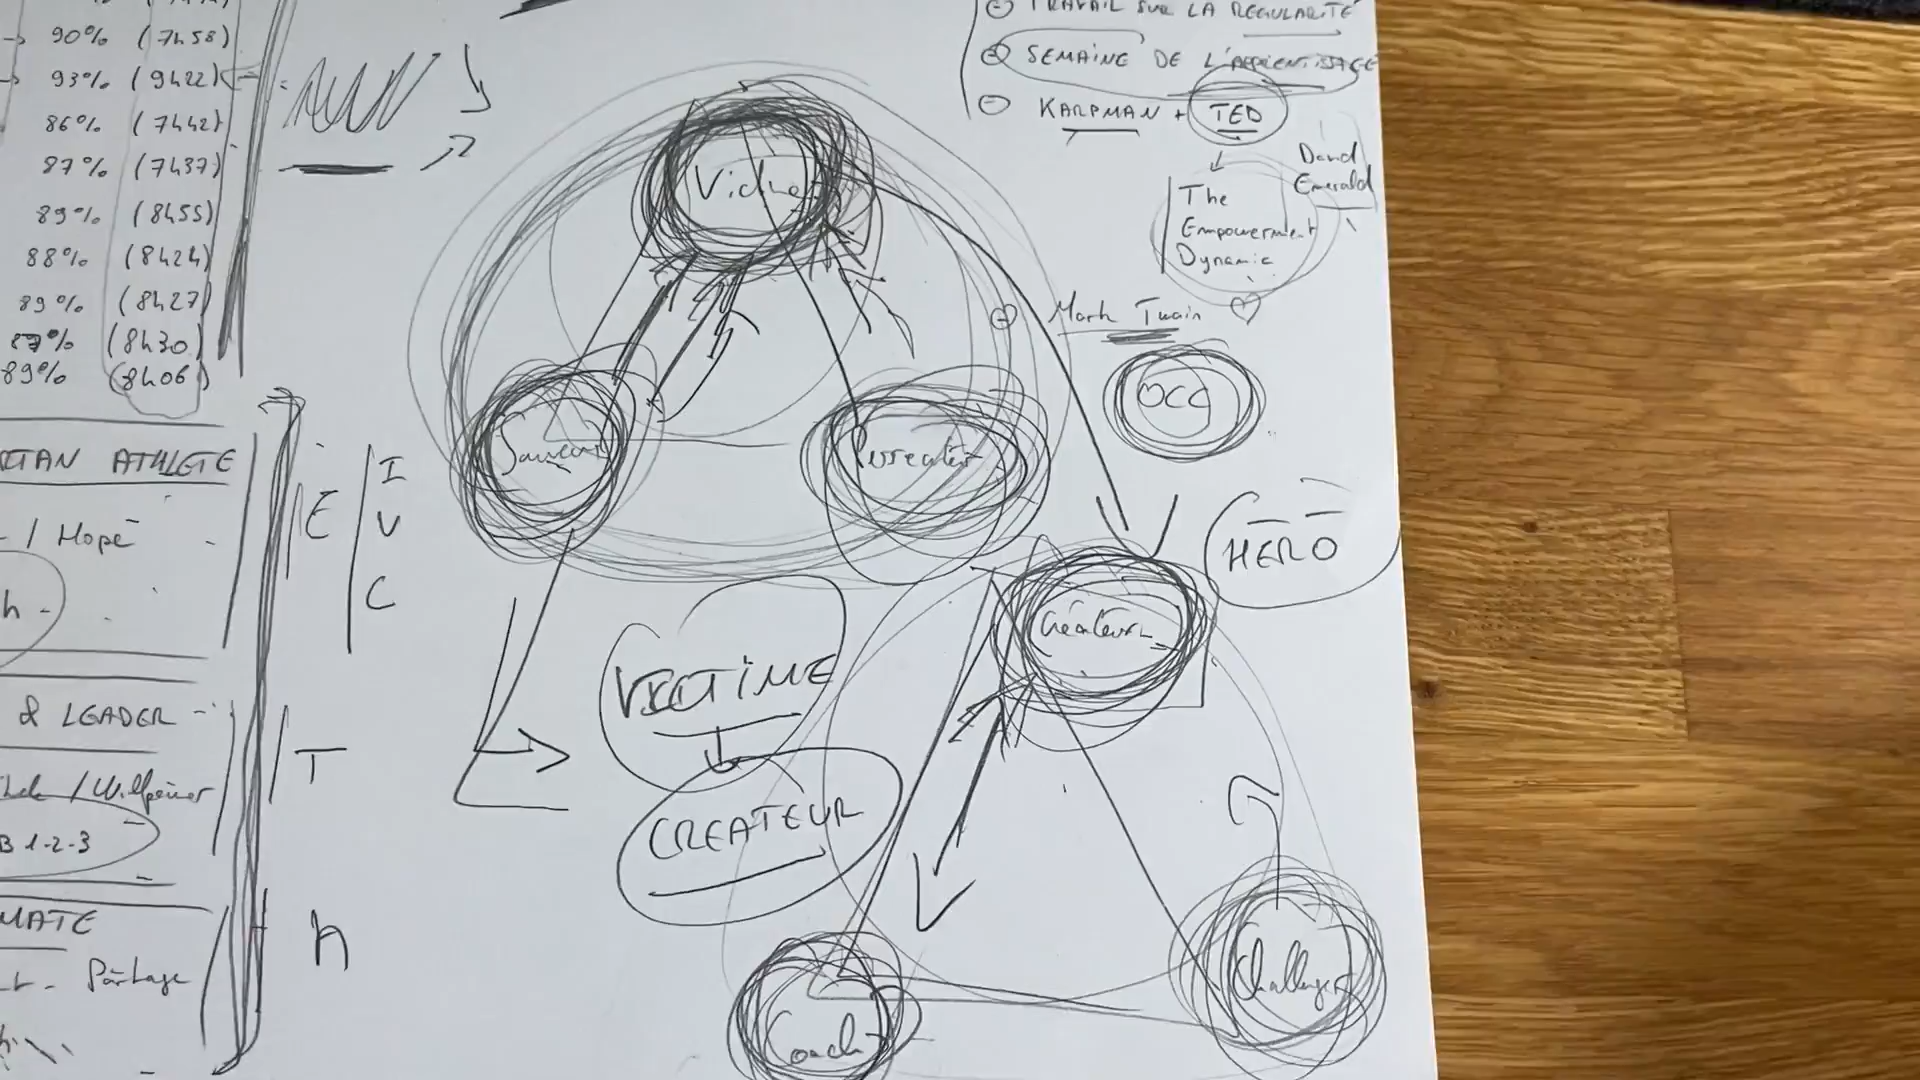 90% (7h58)
93% (9h22)
86% (7h42)
87% (7h37)
89% (8h55)
88% (8h24)
89% (8h27)
87% (8h30)
89% (8h06)
TRAVAIL SUR LA REGULARITÉ
SEMAINE DE L'APPRENTISSAGE
KARPMAN + TED
David
Emerald
The
Empowerment
Dynamic
Mark Twain
OCC
Victime
Sauveur
ATHLETE
/ Hope
E
I
V
C
HERO
Créateur
VICTIME
CREATEUR
& LEADER
T
/ Willpower
B 1-2-3
MATE
Partage
h
Coach
Challenger